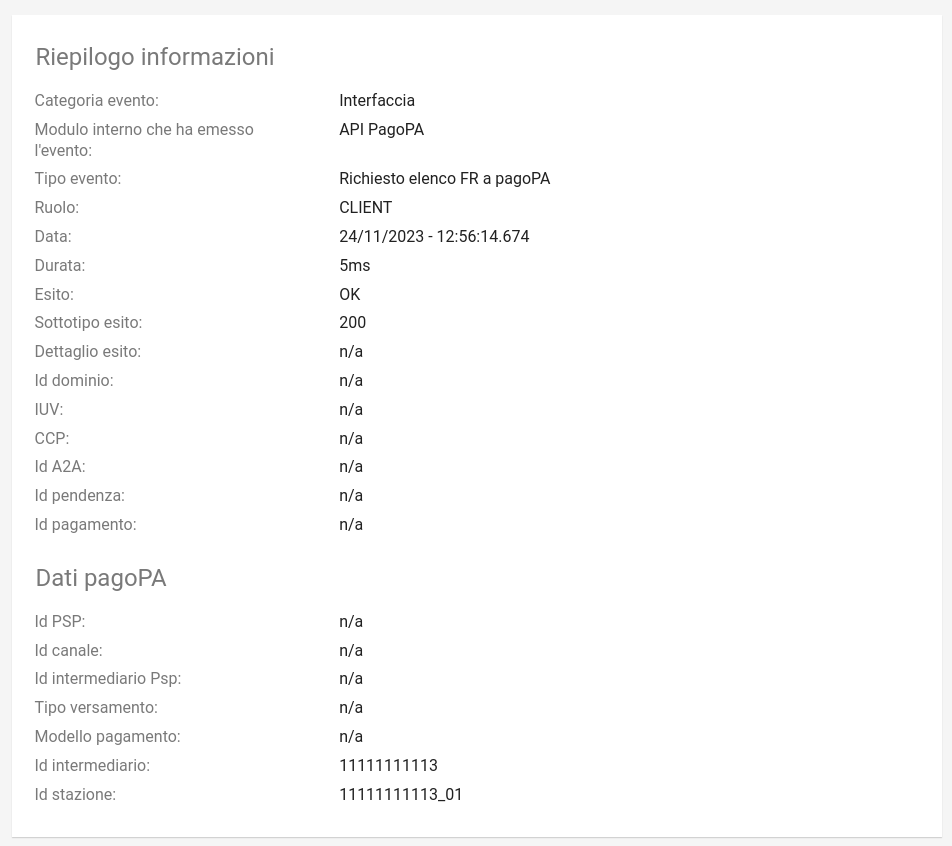 Riepilogo informazioni
Categoria evento: Interfaccia
Modulo interno che ha emesso API PagoPA
l'evento:
Tipo evento: Richiesto elenco FR a pagoPA
Ruolo: CLIENT
Data: 24/11/2023 - 12:56:14.674
Durata: 5ms
Esito: OK
Sottotipo esito: 200
Dettaglio esito: n/a
Id dominio: n/a
IUV: n/a
CCP: n/a
Id A2A: n/a
Id pendenza: n/a
Id pagamento: n/a
Dati pagoPA
Id PSP: n/a
Id canale: n/a
Id intermediario Psp: n/a
Tipo versamento: n/a
Modello pagamento: n/a
Id intermediario: 11111111113
Id stazione: 11111111113_01